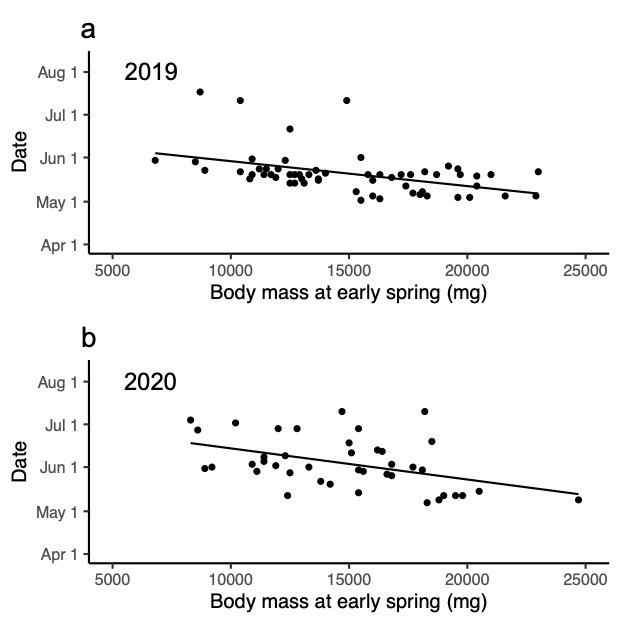 a
2019
Aug 1
Jul 1
Jun 1
May 1
Apr 1
Date
5000 10000 15000 20000 25000
Body mass at early spring (mg)
b
2020
Aug 1
Jul 1
Jun 1
May 1
Apr 1
Date
5000 10000 15000 20000 25000
Body mass at early spring (mg)